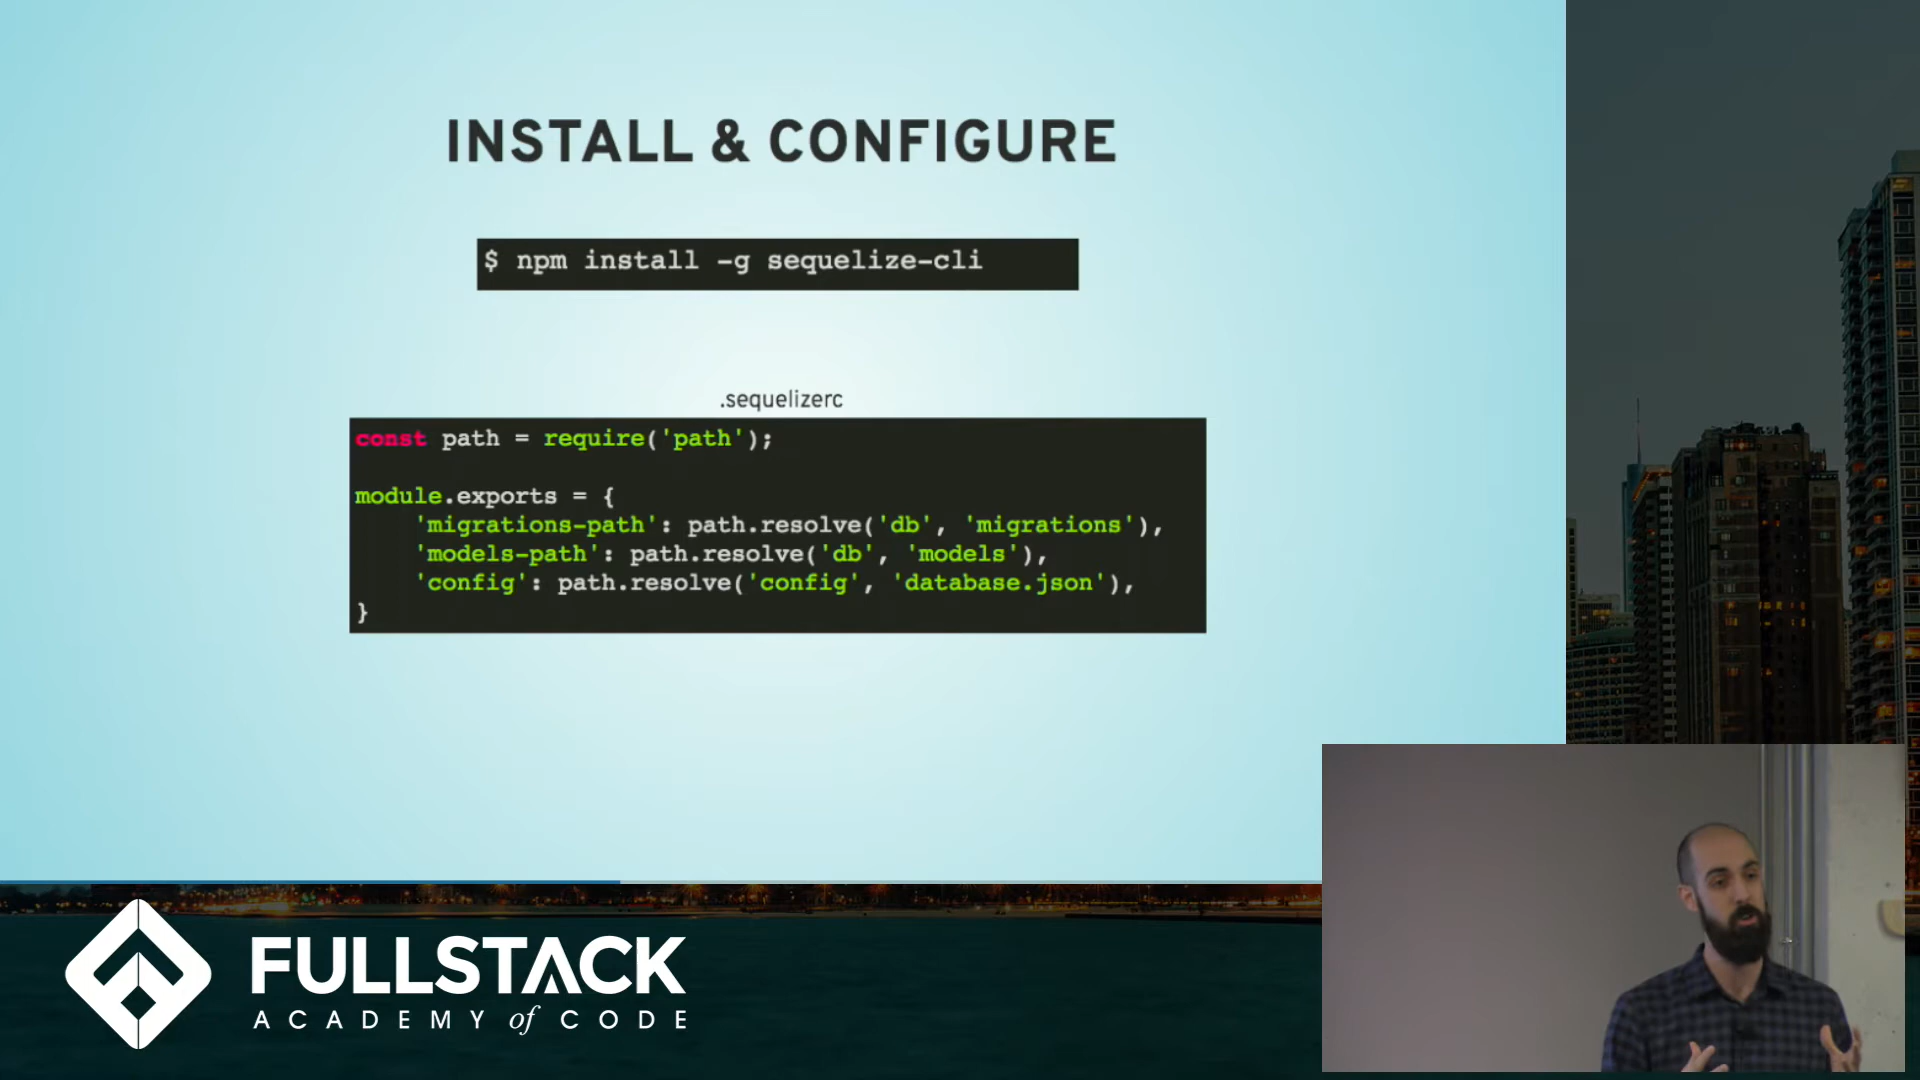 INSTALL & CONFIGURE
$ npm install -g sequelize-cli
.sequelizerc
const path = require('path');
module.exports = {
    'migrations-path': path.resolve('db', 'migrations'),
    'models-path': path.resolve('db', 'models'),
    'config': path.resolve('config', 'database.json'),
}
FULLSTACK
ACADEMY of CODE